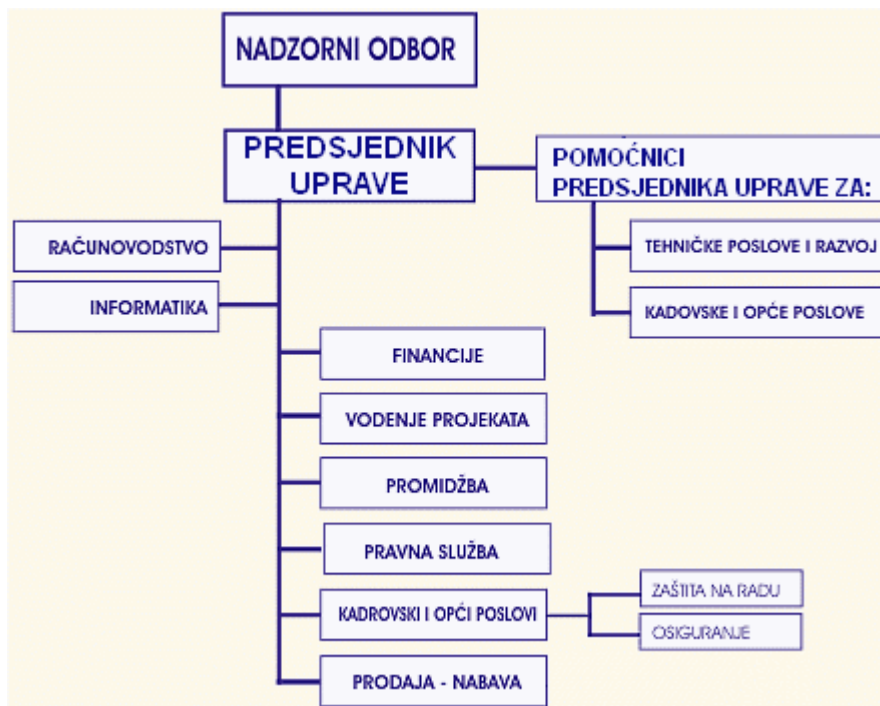 NADZORNI ODBOR
PREDSJEDNIK
UPRAVE
POMOĆNICI
PREDSJEDNIKA UPRAVE ZA:
RAČUNOVODSTVO
TEHNIČKE POSLOVE I RAZVOJ
INFORMATIKA
KADOVSKE I OPĆE POSLOVE
FINANCIJE
VOĐENJE PROJEKATA
PROMIDŽBA
PRAVNA SLUŽBA
KADROVSKI I OPĆI POSLOVI
ZAŠTITA NA RADU
OSIGURANJE
PRODAJA - NABAVA